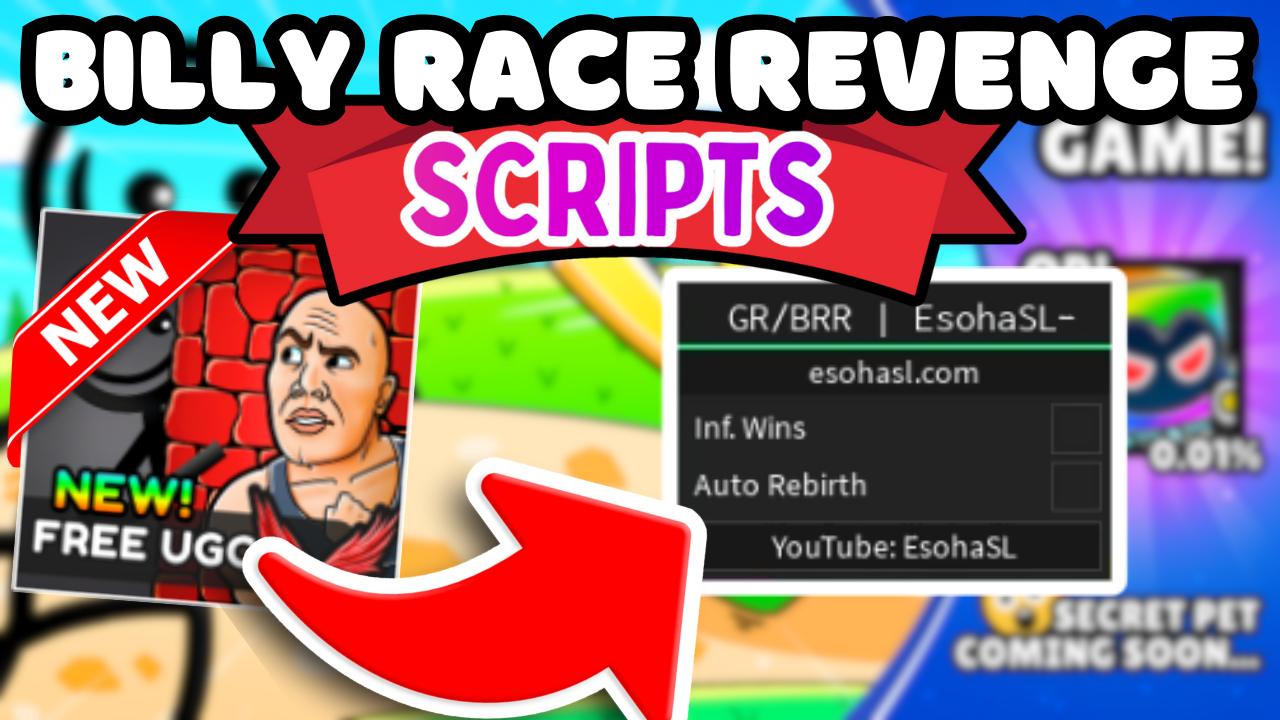 BILLY RACE REVENGE
SCRIPTS
GAME!
NEW
GR/BRR | EsohaSL-
esohasl.com
Inf. Wins
Auto Rebirth
YouTube: EsohaSL
0.01%
NEW!
FREE UGC
SECRET PET
COMING SOON...